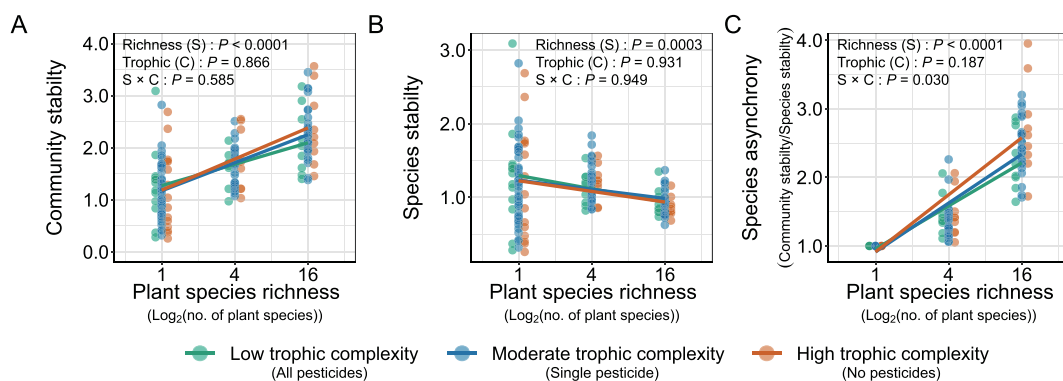 A
Community stabilty
4.0
3.0
2.0
1.0
0.0
Richness (S) : P < 0.0001
Trophic (C) : P = 0.866
S × C : P = 0.585
1 4 16
Plant species richness
(Log2(no. of plant species))
B
Species stabilty
3.0
2.0
1.0
Richness (S) : P = 0.0003
Trophic (C) : P = 0.931
S × C : P = 0.949
1 4 16
Plant species richness
(Log2(no. of plant species))
C
Species asynchrony
(Community stabilty/Species stabilty)
4.0
3.0
2.0
1.0
Richness (S) : P < 0.0001
Trophic (C) : P = 0.187
S × C : P = 0.030
1 4 16
Plant species richness
(Log2(no. of plant species))
Low trophic complexity
(All pesticides)
Moderate trophic complexity
(Single pesticide)
High trophic complexity
(No pesticides)